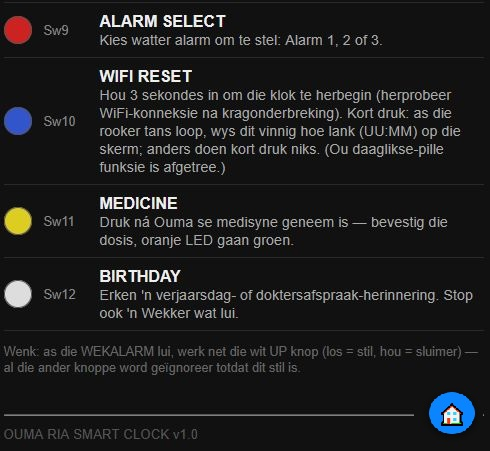 Sw9
ALARM SELECT
Kies watter alarm om te stel: Alarm 1, 2 of 3.
Sw10
WIFI RESET
Hou 3 sekondes in om die klok te herbegin (herprobeer
WiFi-konneksie na kragonderbreking). Kort druk: as die
rooker tans loop, wys dit vinnig hoe lank (UU:MM) op die
skerm; anders doen kort druk niks. (Ou daaglikse-pille
funksie is afgetree.)
Sw11
MEDICINE
Druk ná Ouma se medisyne geneem is — bevestig die
dosis, oranje LED gaan groen.
Sw12
BIRTHDAY
Erken 'n verjaarsdag- of doktersafspraak-herinnering. Stop
ook 'n Wekker wat lui.
Wenk: as die WEKALARM lui, werk net die wit UP knop (los = stil, hou = sluimer) —
al die ander knoppe word geïgnoreer totdat dit stil is.
OUMA RIA SMART CLOCK v1.0